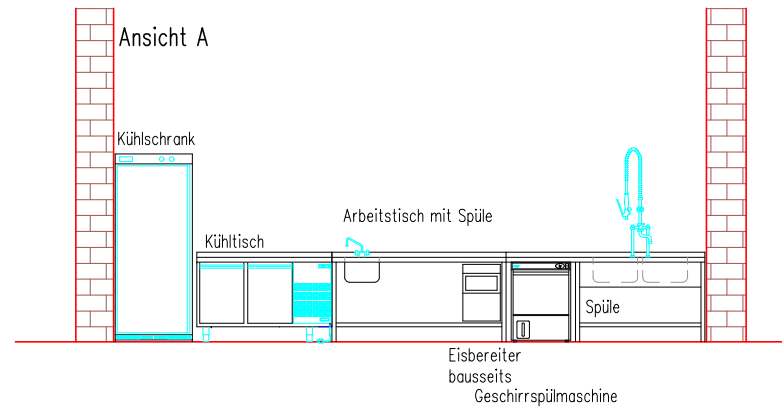 Ansicht A
Kühlschrank
Arbeitstisch mit Spüle
Kühltisch
Spüle
Eisbereiter
bausseits
Geschirrspülmaschine